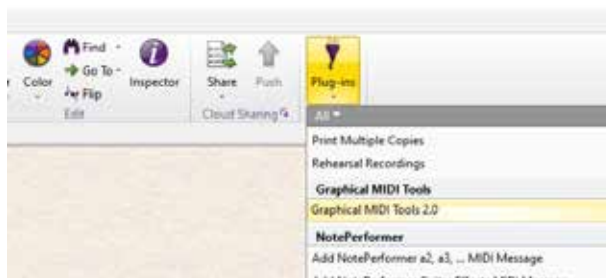 Color
Find
Go To
Flip
Edit
Inspector
Share
Push
Cloud Sharing
Plug-ins
All
Print Multiple Copies
Rehearsal Recordings
Graphical MIDI Tools
Graphical MIDI Tools 2.0
NotePerformer
Add NotePerformer a2, a3, ... MIDI Message